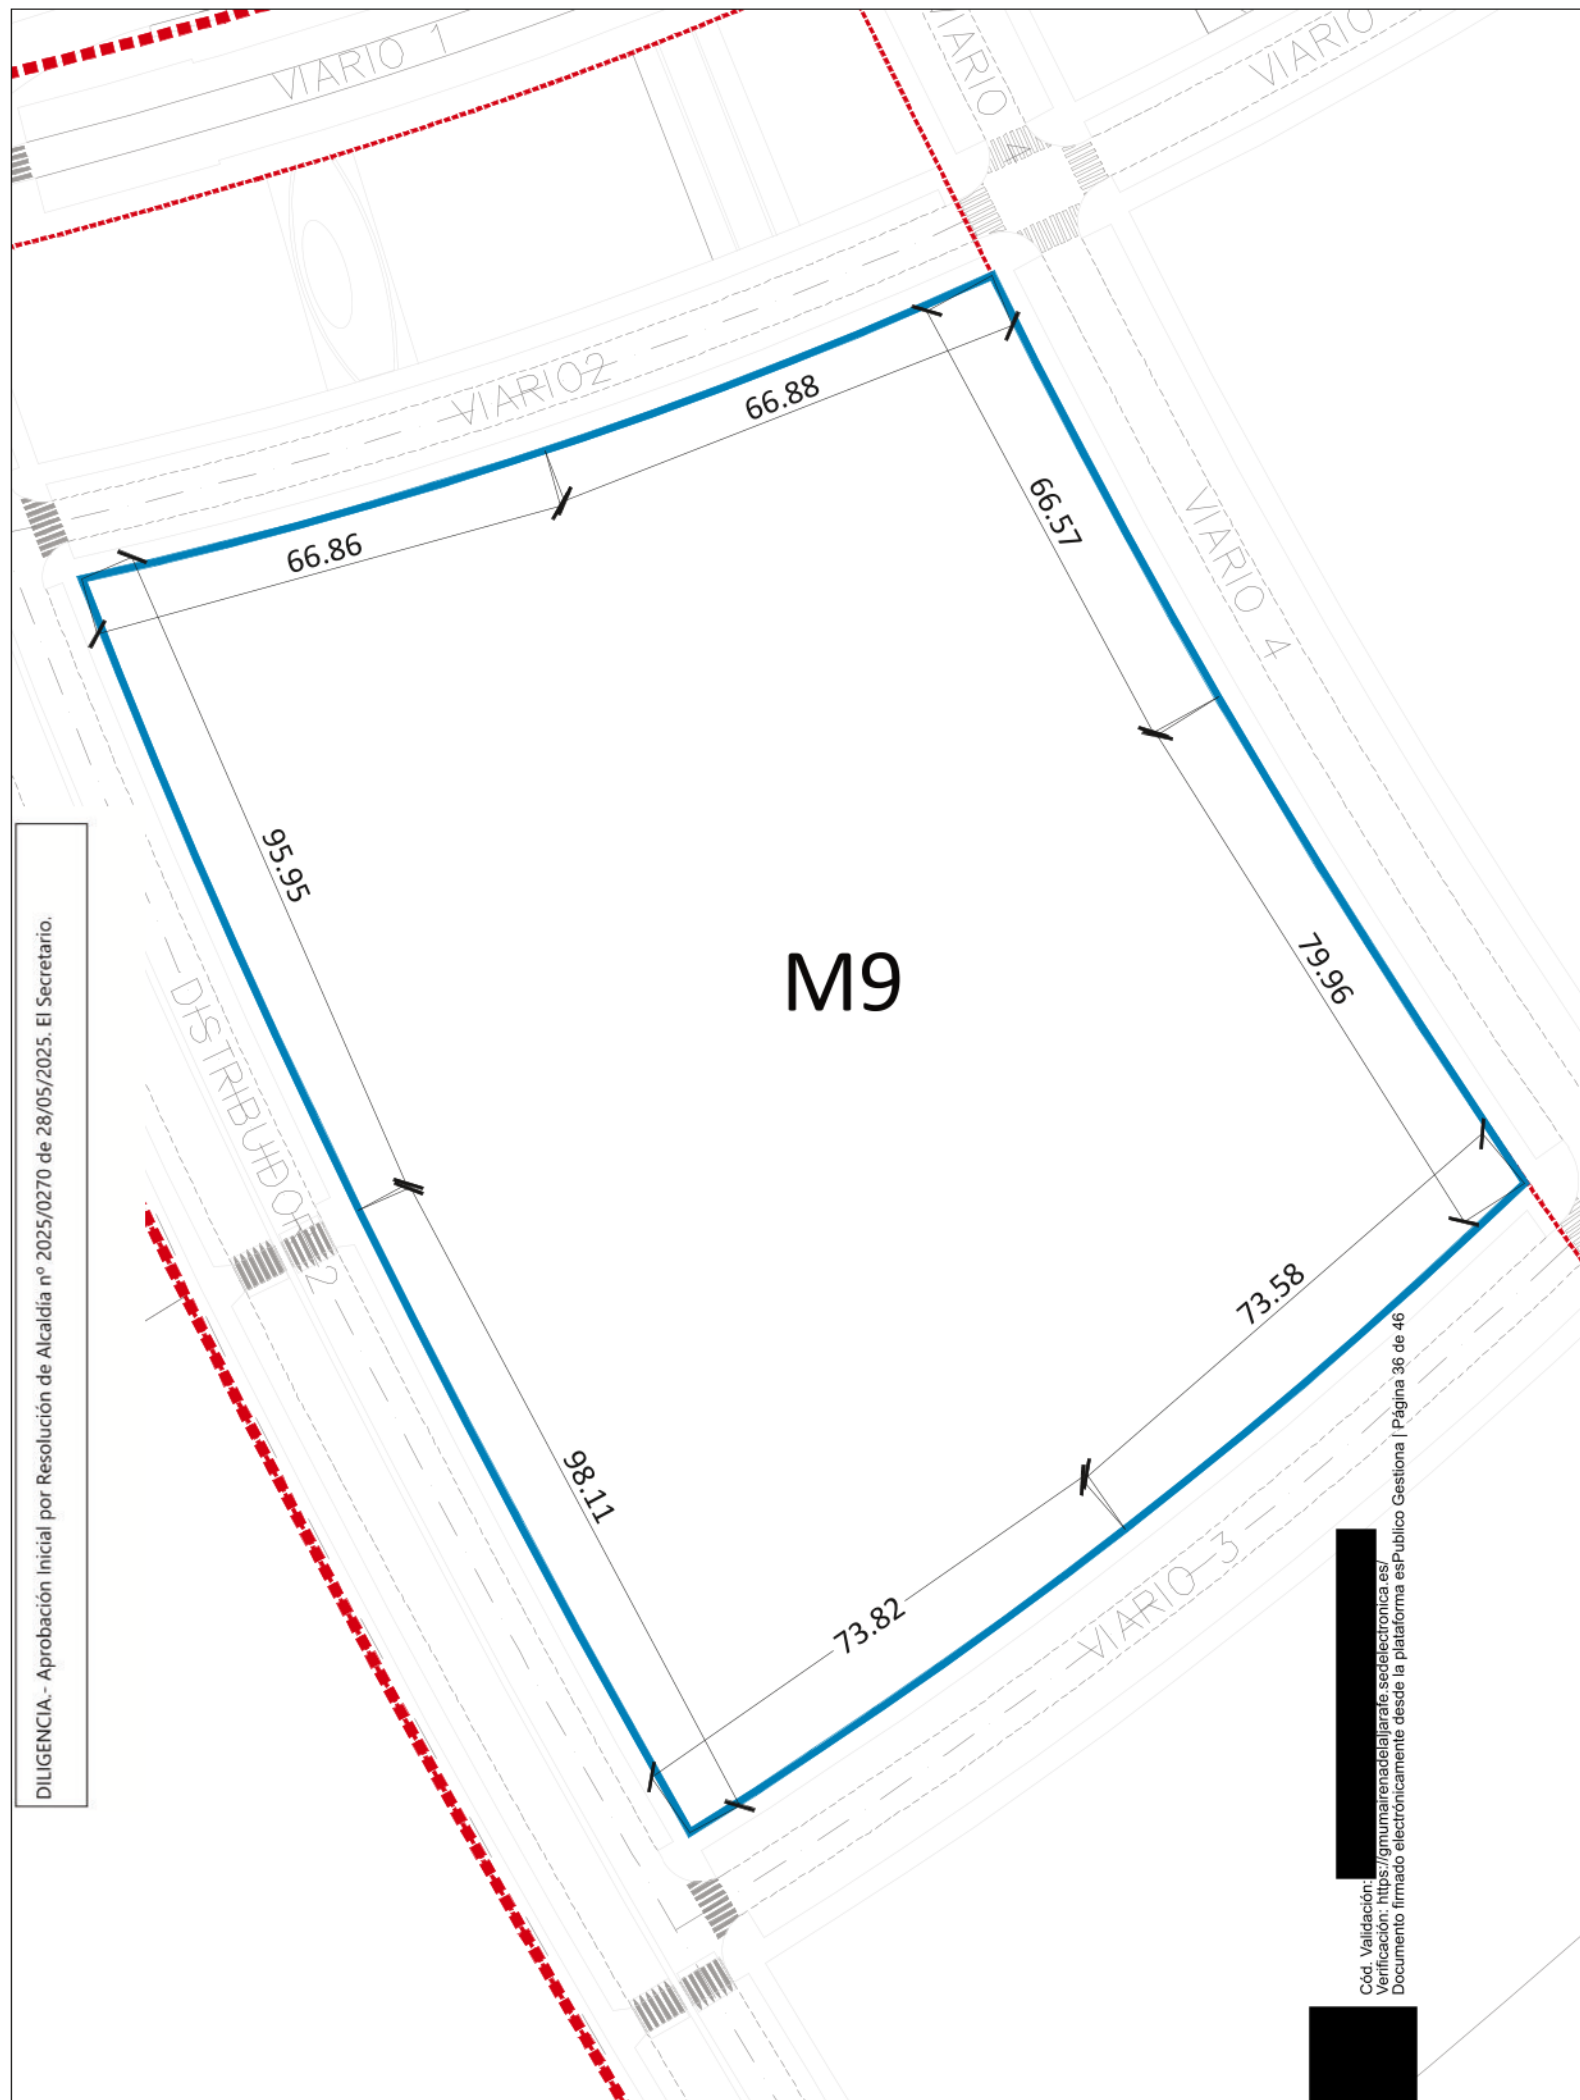 VIARIO 1
VIARIO 4
VIARIO
VIARIO2
66.88
66.86
66.57
VIARIO 4
95.95
79.96
M9
DISTRIBUIDOR 2
73.58
98.11
73.82
VIARIO 3
DILIGENCIA.- Aprobación Inicial por Resolución de Alcaldía nº 2025/0270 de 28/05/2025. El Secretario.
Cód. Validación:
Verificación: https://gmumairenadelaljarafe.sedelectronica.es/
Documento firmado electrónicamente desde la plataforma esPublico Gestiona | Página 36 de 46